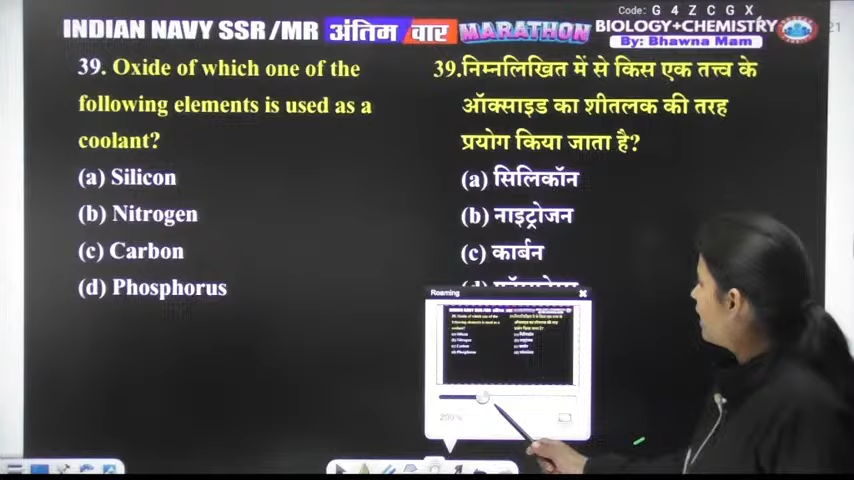 Code: G 4 Z C G X
INDIAN NAVY SSR/MR अंतिम वार MARATHON BIOLOGY+CHEMISTRY
By: Bhawna Mam
21
39. Oxide of which one of the
following elements is used as a
coolant?
(a) Silicon
(b) Nitrogen
(c) Carbon
(d) Phosphorus
39.निम्नलिखित में से किस एक तत्त्व के
ऑक्साइड का शीतलक की तरह
प्रयोग किया जाता है?
(a) सिलिकॉन
(b) नाइट्रोजन
(c) कार्बन
Roaming
200%